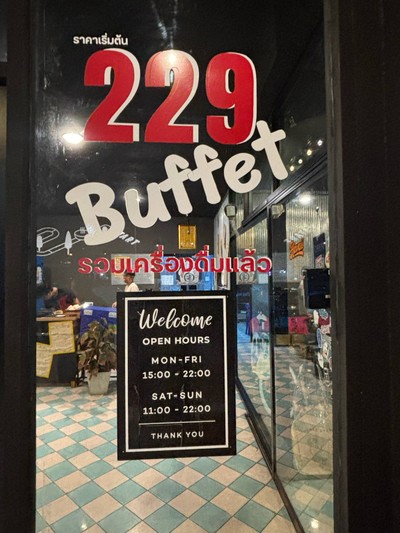 ราคาเริ่มต้น
229
Buffet
รวมเครื่องดื่มแล้ว
Welcome
OPEN HOURS
MON-FRI
15:00 - 22:00
SAT-SUN
11:00 - 22:00
THANK YOU